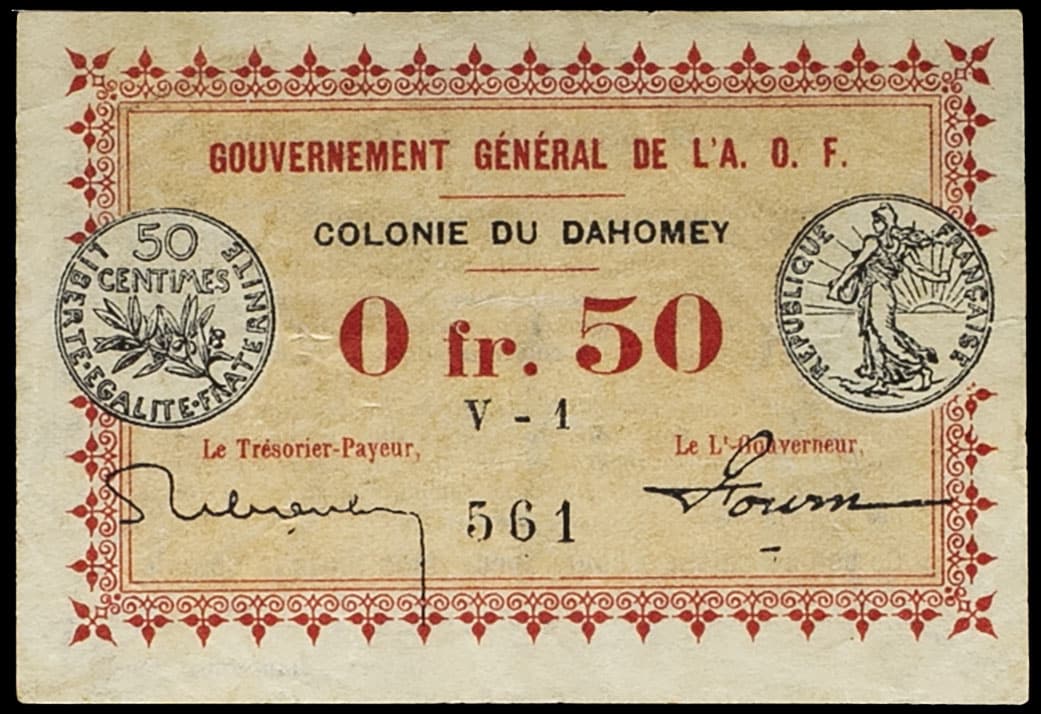 GOUVERNEMENT GÉNÉRAL DE L'A. O. F.
COLONIE DU DAHOMEY
50
CENTIMES
LIBERTE·EGALITE·FRATERNITE
REPUBLIQUE FRANÇAISE
0 fr. 50
V - 1
Le Trésorier-Payeur,
Le Lt-Gouverneur,
561